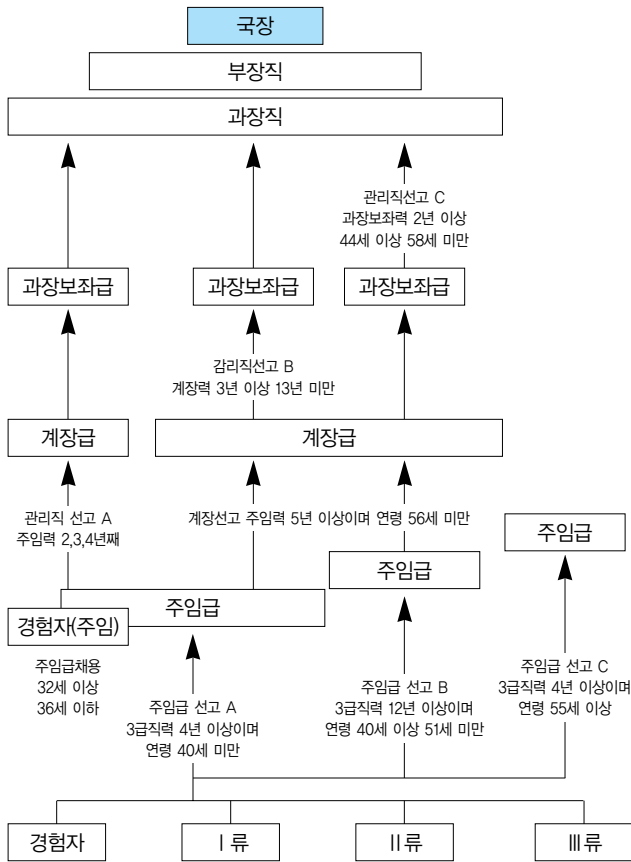 국장
부장직
과장직
관리직선고 C
과장보좌력 2년 이상
44세 이상 58세 미만
과장보좌급
과장보좌급
과장보좌급
감리직선고 B
계장력 3년 이상 13년 미만
계장급
계장급
관리직 선고 A
주임력 2,3,4년째
계장선고 주임력 5년 이상이며 연령 56세 미만
주임급
주임급
주임급
경험자(주임)
주임급채용
32세 이상
36세 이하
주임급 선고 A
3급직력 4년 이상이며
연령 40세 미만
주임급 선고 B
3급직력 12년 이상이며
연령 40세 이상 51세 미만
주임급 선고 C
3급직력 4년 이상이며
연령 55세 이상
경험자
Ⅰ류
Ⅱ류
Ⅲ류